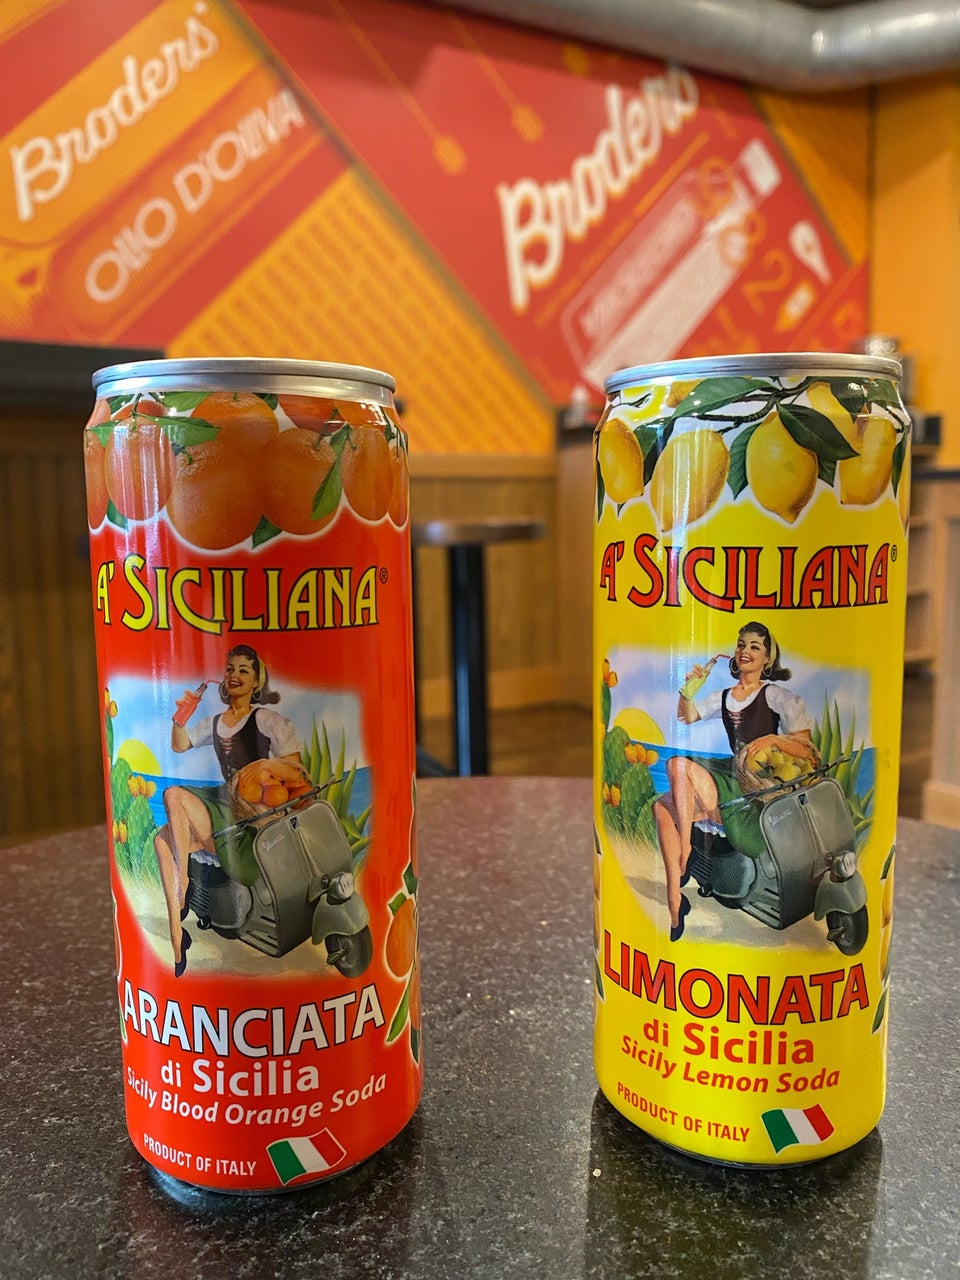 Broders'
OLIO D'OLIVA
Broders
A' SICILIANA®
ARANCIATA
di Sicilia
Sicily Blood Orange Soda
PRODUCT OF ITALY
A' SICILIANA®
LIMONATA
di Sicilia
Sicily Lemon Soda
PRODUCT OF ITALY